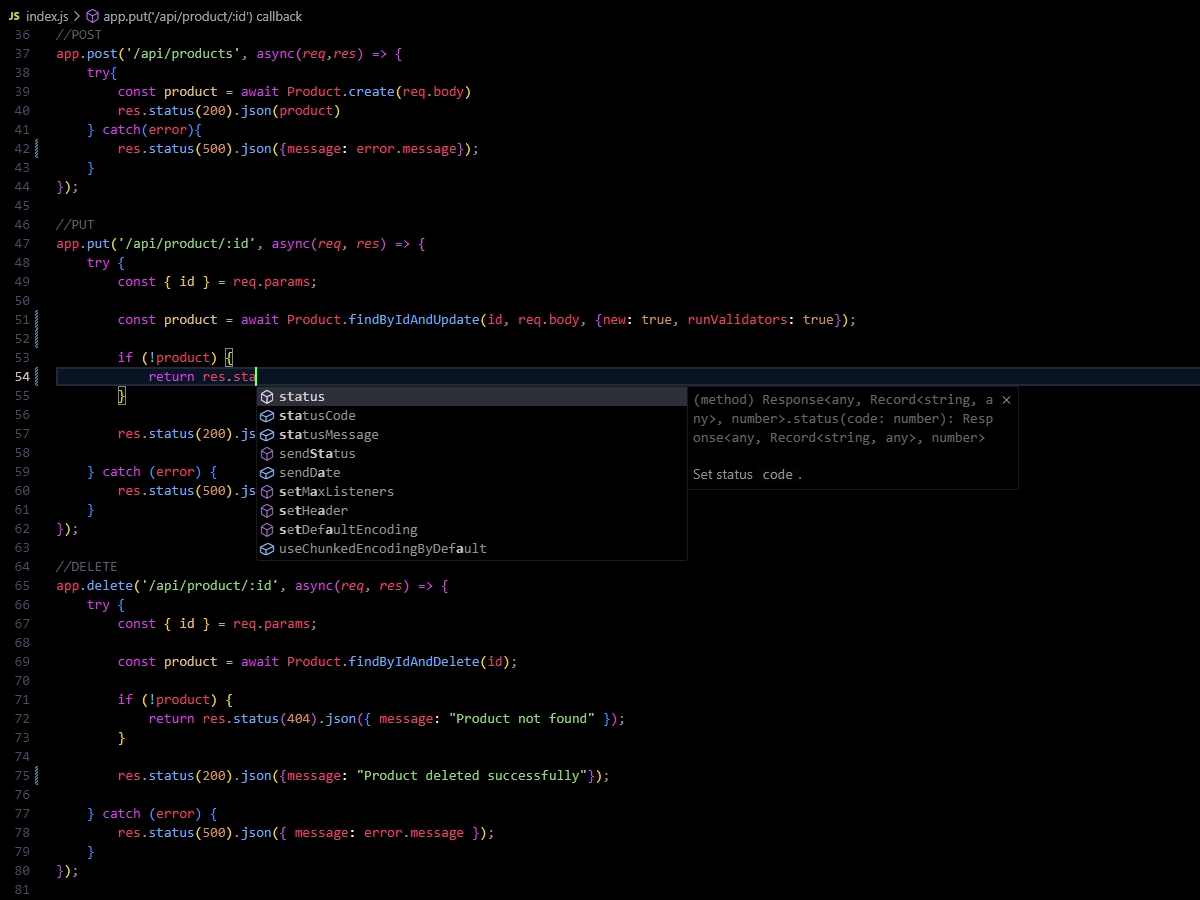 JS index.js > app.put('/api/product/:id') callback
36 //POST
37 app.post('/api/products', async(req,res) => {
38 try{
39 const product = await Product.create(req.body)
40 res.status(200).json(product)
41 } catch(error){
42 res.status(500).json({message: error.message});
43 }
44 });
45
46 //PUT
47 app.put('/api/product/:id', async(req, res) => {
48 try {
49 const { id } = req.params;
50
51 const product = await Product.findByIdAndUpdate(id, req.body, {new: true, runValidators: true});
52
53 if (!product) {
54 return res.sta
55 }
56
57 res.status(200).js
58
59 } catch (error) {
60 res.status(500).js
61 }
62 });
63
status
statusCode
statusMessage
sendStatus
sendDate
setMaxListeners
setHeader
setDefaultEncoding
useChunkedEncodingByDefault
(method) Response<any, Record<string, a
ny>, number>.status(code: number): Resp
onse<any, Record<string, any>, number>
Set status code .
64 //DELETE
65 app.delete('/api/product/:id', async(req, res) => {
66 try {
67 const { id } = req.params;
68
69 const product = await Product.findByIdAndDelete(id);
70
71 if (!product) {
72 return res.status(404).json({ message: "Product not found" });
73 }
74
75 res.status(200).json({message: "Product deleted successfully"});
76
77 } catch (error) {
78 res.status(500).json({ message: error.message });
79 }
80 });
81